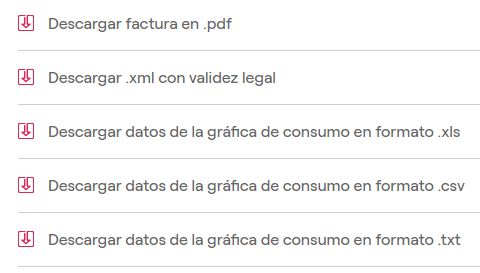 Descargar factura en .pdf
Descargar .xml con validez legal
Descargar datos de la gráfica de consumo en formato .xls
Descargar datos de la gráfica de consumo en formato .csv
Descargar datos de la gráfica de consumo en formato .txt